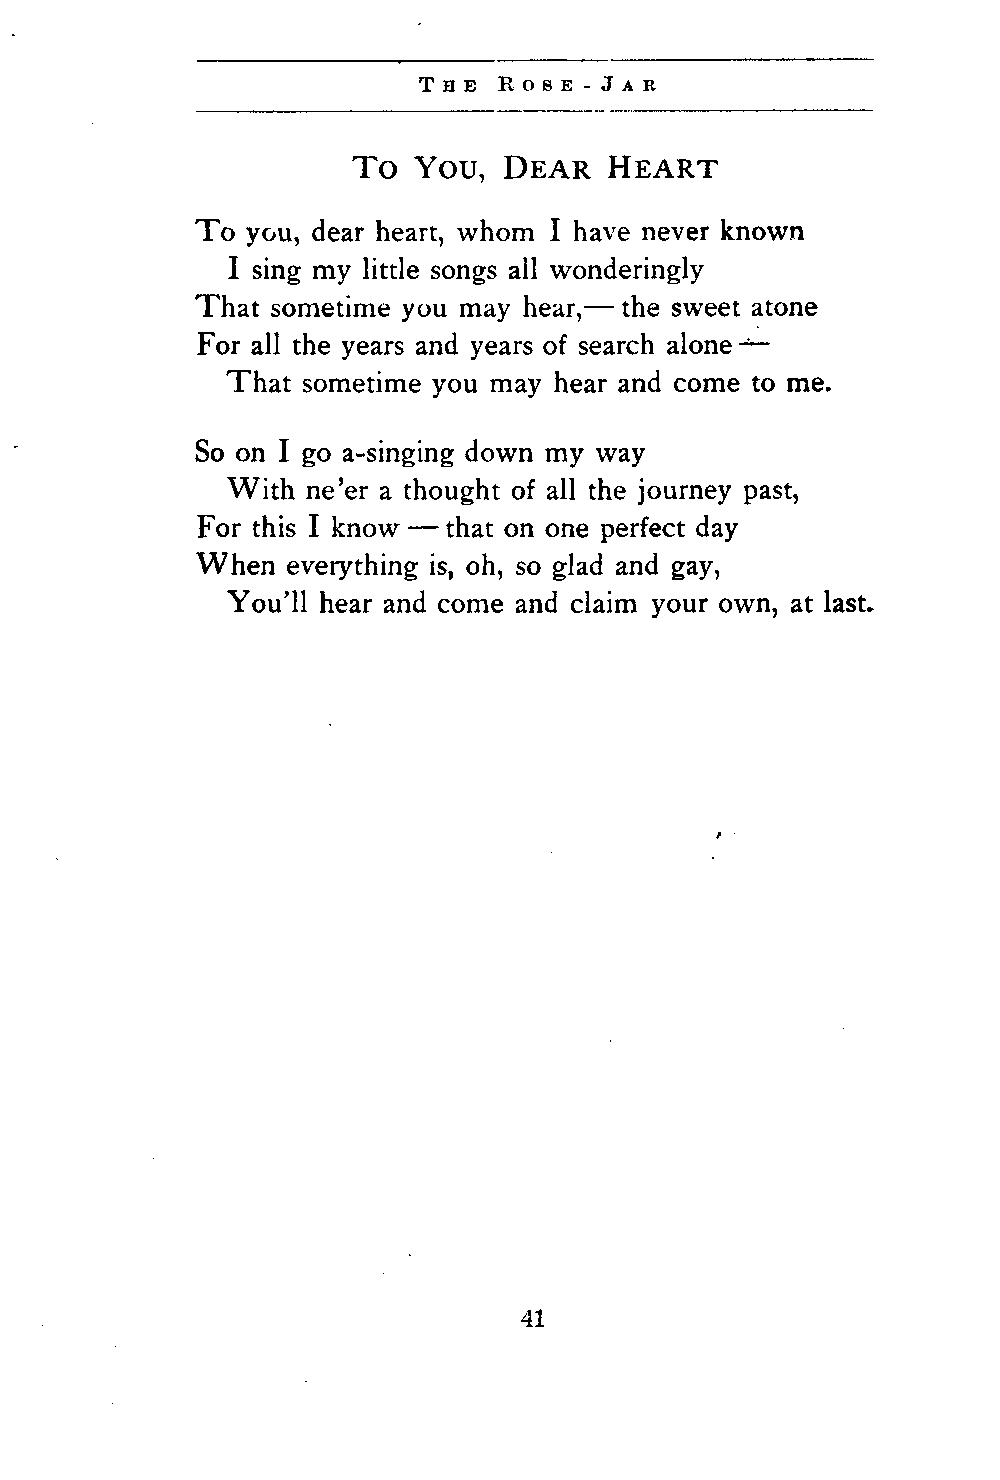 The Rose-Jar
To You, Dear Heart
To you, dear heart, whom I have never known
I sing my little songs all wonderingly
That sometime you may hear,— the sweet atone
For all the years and years of search alone —
That sometime you may hear and come to me.
So on I go a-singing down my way
With ne'er a thought of all the journey past,
For this I know — that on one perfect day
When everything is, oh, so glad and gay,
You'll hear and come and claim your own, at last.
41